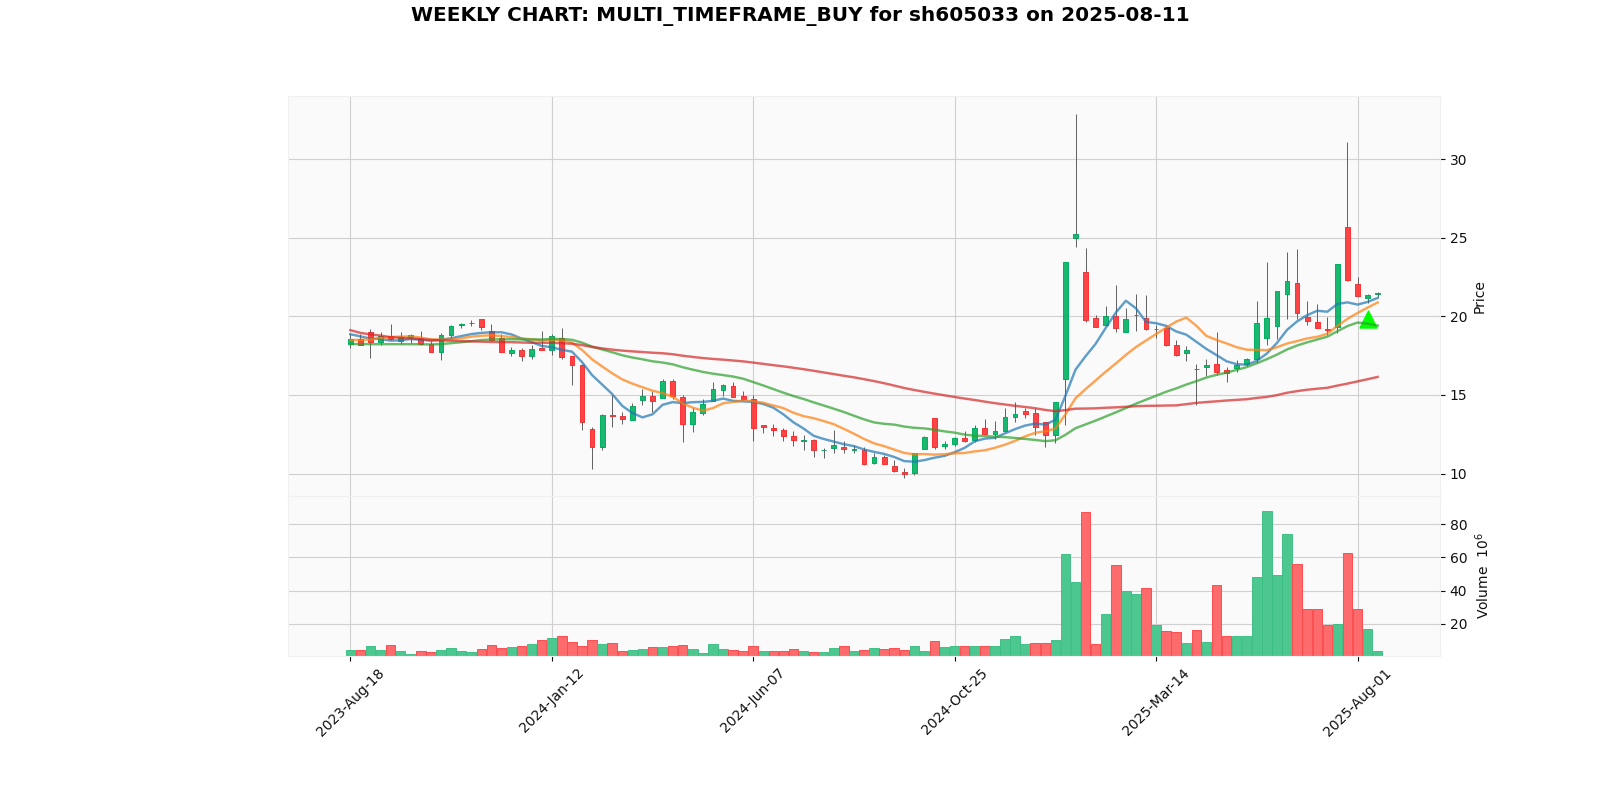 WEEKLY CHART: MULTI_TIMEFRAME_BUY for sh605033 on 2025-08-11
30
25
20
15
10
Price
80
60
40
20
Volume 10⁶
2023-Aug-18
2024-Jan-12
2024-Jun-07
2024-Oct-25
2025-Mar-14
2025-Aug-01